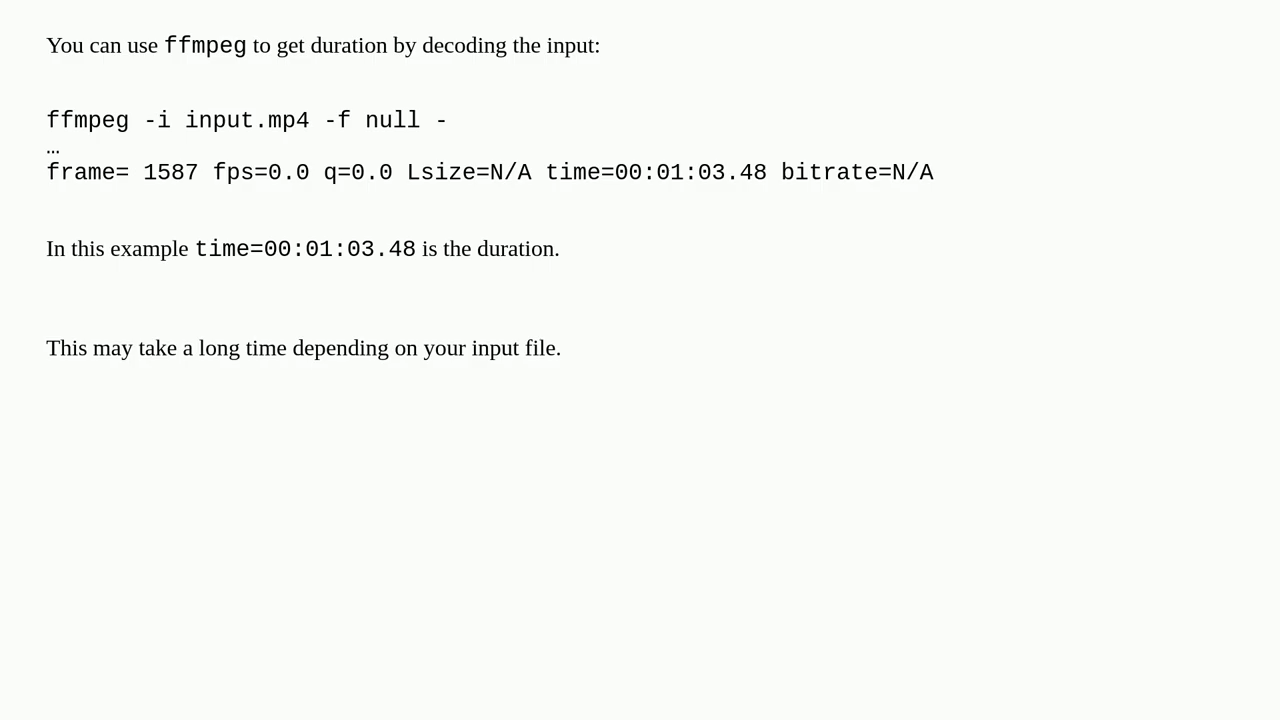 You can use ffmpeg to get duration by decoding the input:
ffmpeg -i input.mp4 -f null -
…
frame= 1587 fps=0.0 q=0.0 Lsize=N/A time=00:01:03.48 bitrate=N/A
In this example time=00:01:03.48 is the duration.
This may take a long time depending on your input file.